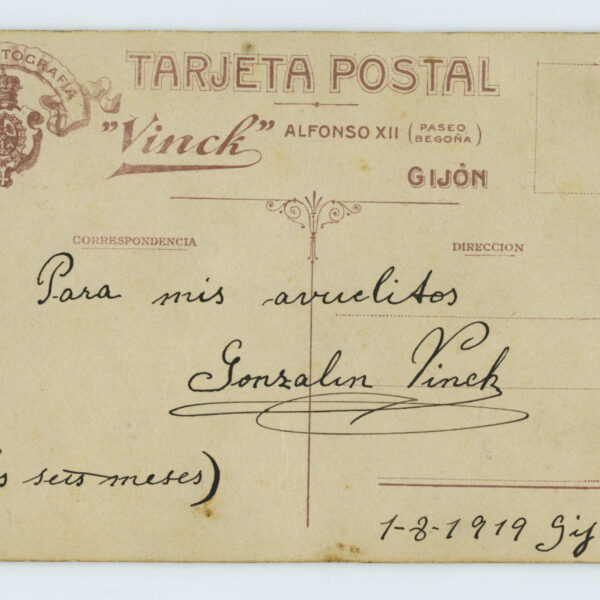 TOGRAFÍA
TARJETA POSTAL
"Vinck" ALFONSO XII (PASEO BEGOÑA)
GIJÓN
CORRESPONDENCIA
DIRECCION
Para mis avuelitos
Gonzalin Vinck
s seis meses)
1-8-1919 Gij